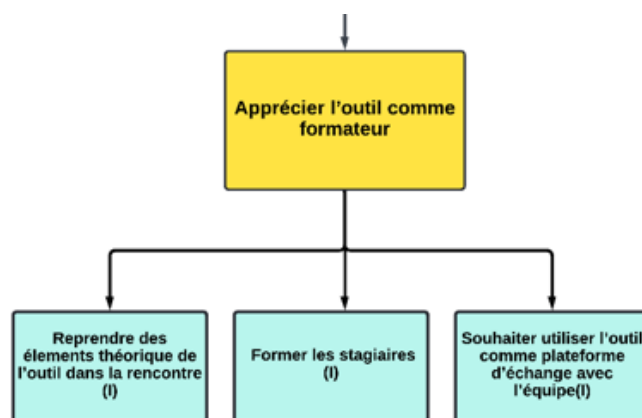 Apprécier l'outil comme
formateur
Reprendre des
élements théorique de
l'outil dans la rencontre
(I)
Former les stagiaires
(I)
Souhaiter utiliser l'outil
comme plateforme
d'échange avec
l'équipe(I)